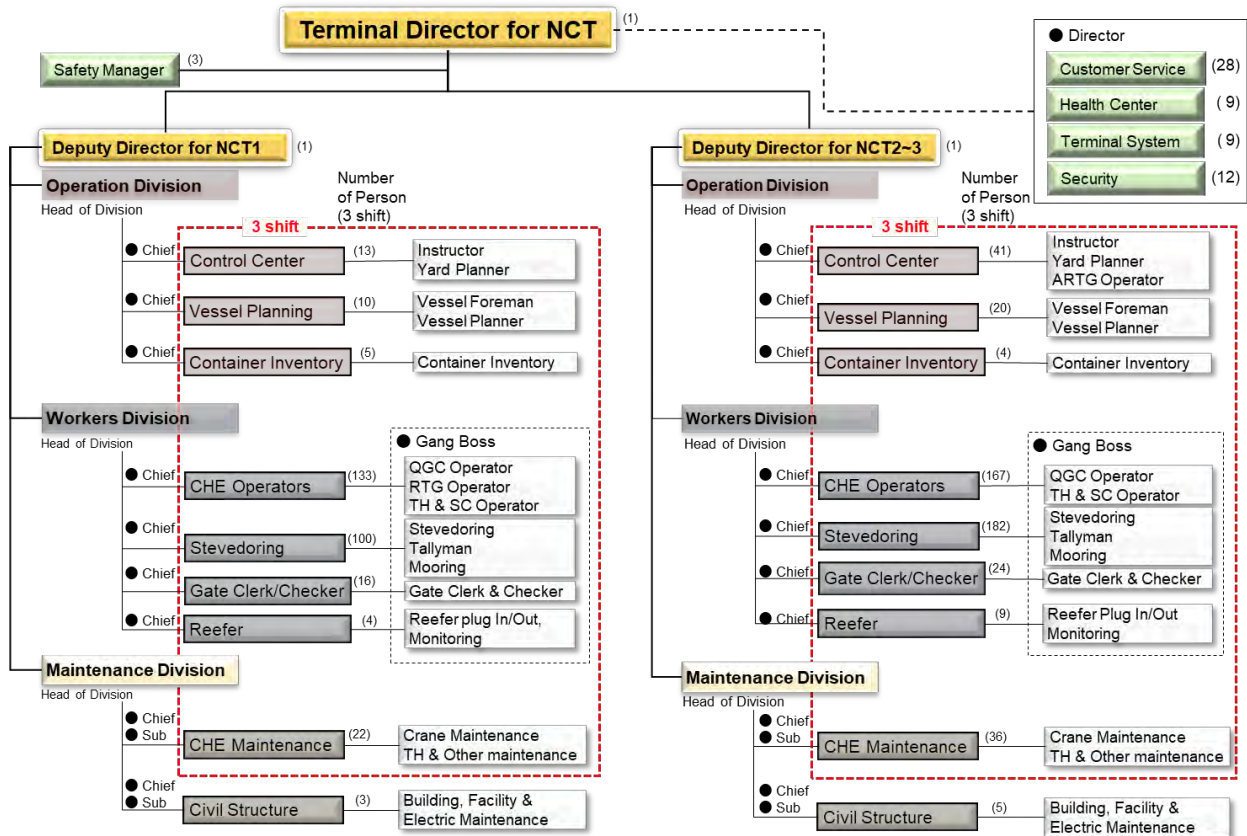 Terminal Director for NCT
(1)
Safety Manager
(3)
● Director
Customer Service
(28)
Health Center
( 9)
Terminal System
( 9)
Security
(12)
Deputy Director for NCT1
(1)
Operation Division
Head of Division
Number
of Person
(3 shift)
3 shift
● Chief
Control Center
(13)
Instructor
Yard Planner
● Chief
Vessel Planning
(10)
Vessel Foreman
Vessel Planner
● Chief
Container Inventory
(5)
Container Inventory
Workers Division
Head of Division
● Gang Boss
● Chief
CHE Operators
(133)
QGC Operator
RTG Operator
TH & SC Operator
● Chief
Stevedoring
(100)
Stevedoring
Tallyman
Mooring
● Chief
Gate Clerk/Checker
(16)
Gate Clerk & Checker
● Chief
Reefer
(4)
Reefer plug In/Out,
Monitoring
Maintenance Division
Head of Division
● Chief
● Sub
CHE Maintenance
(22)
Crane Maintenance
TH & Other maintenance
● Chief
● Sub
Civil Structure
(3)
Building, Facility &
Electric Maintenance
Deputy Director for NCT2~3
(1)
Operation Division
Head of Division
Number
of Person
(3 shift)
3 shift
● Chief
Control Center
(41)
Instructor
Yard Planner
ARTG Operator
● Chief
Vessel Planning
(20)
Vessel Foreman
Vessel Planner
● Chief
Container Inventory
(4)
Container Inventory
Workers Division
Head of Division
● Gang Boss
● Chief
CHE Operators
(167)
QGC Operator
TH & SC Operator
● Chief
Stevedoring
(182)
Stevedoring
Tallyman
Mooring
● Chief
Gate Clerk/Checker
(24)
Gate Clerk & Checker
● Chief
Reefer
(9)
Reefer Plug In/Out
Monitoring
Maintenance Division
Head of Division
● Chief
● Sub
CHE Maintenance
(36)
Crane Maintenance
TH & Other maintenance
● Chief
● Sub
Civil Structure
(5)
Building, Facility &
Electric Maintenance